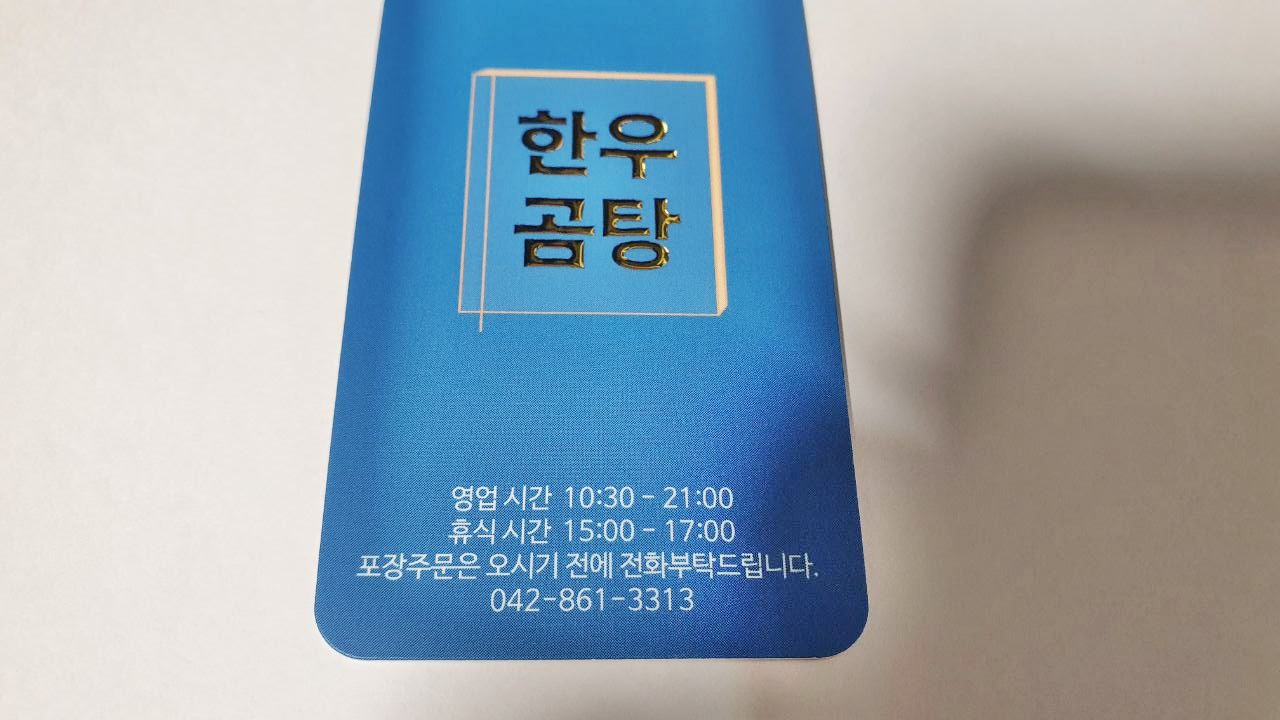 한우
곰탕
영업 시간 10:30 - 21:00
휴식 시간 15:00 - 17:00
포장주문은 오시기 전에 전화부탁드립니다.
042-861-3313